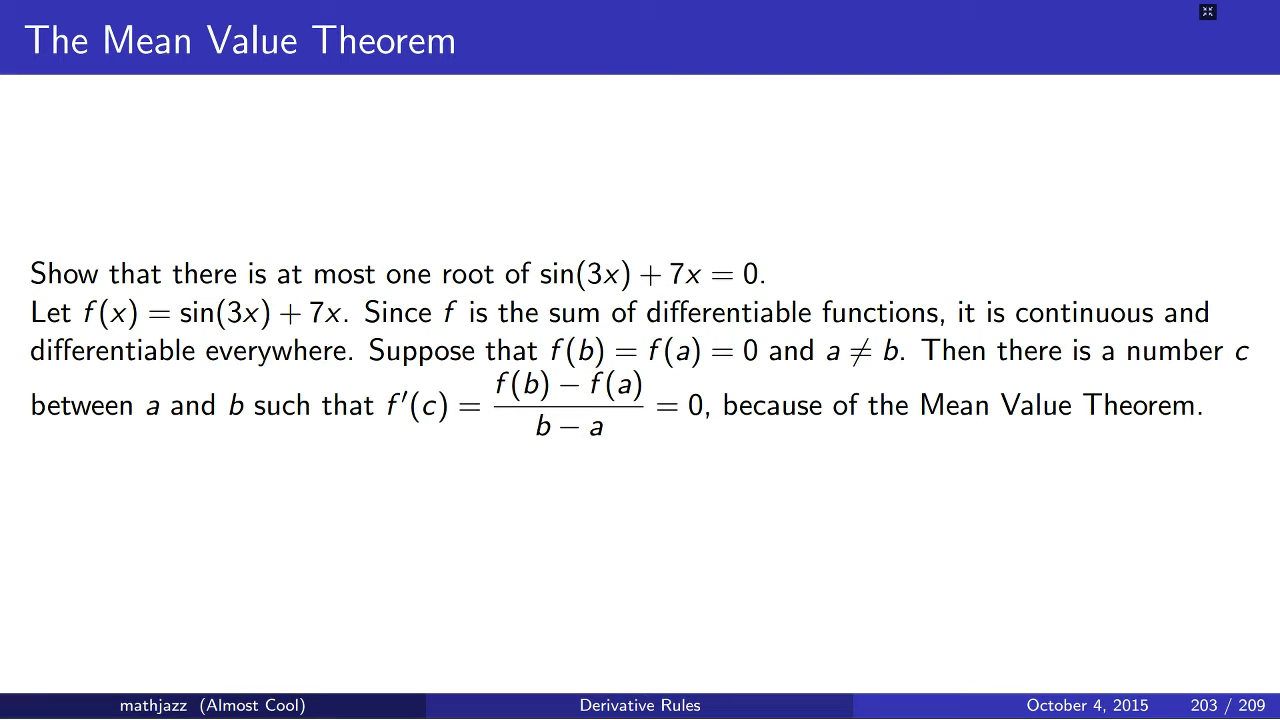 The Mean Value Theorem
Show that there is at most one root of sin(3x) + 7x = 0.
Let f(x) = sin(3x) + 7x. Since f is the sum of differentiable functions, it is continuous and
differentiable everywhere. Suppose that f(b) = f(a) = 0 and a ≠ b. Then there is a number c
between a and b such that f′(c) = \frac{f(b) − f(a)}{b − a} = 0, because of the Mean Value Theorem.
mathjazz (Almost Cool) Derivative Rules October 4, 2015 203 / 209